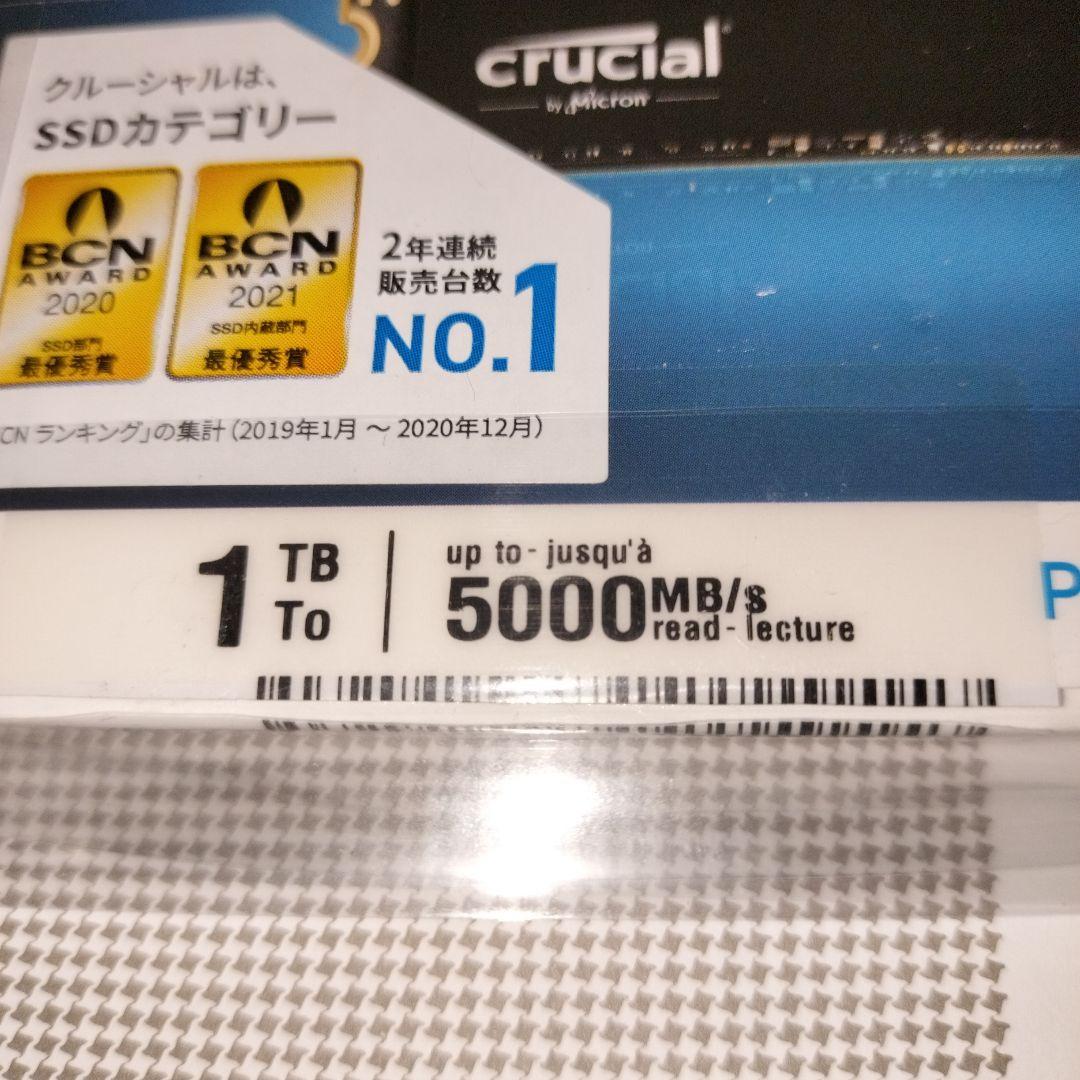 crucial
by Micron
クルーシャルは、
SSDカテゴリー
BCN
AWARD
2020
SSD部門
最優秀賞
BCN
AWARD
2021
SSD内蔵部門
最優秀賞
2年連続
販売台数
NO.1
CN ランキング」の集計（2019年1月 〜 2020年12月）
1 TB
To
up to - jusqu'à
5000 MB/s
read - lecture
P